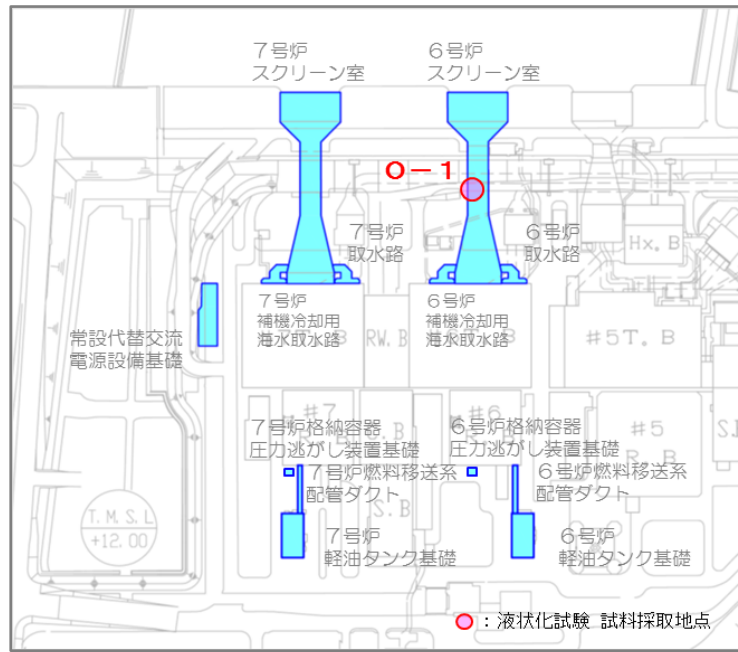 7号炉
スクリーン室
6号炉
スクリーン室
O－1
7号炉
取水路
6号炉
取水路
Hx. B
7号炉
補機冷却用
海水取水路
6号炉
補機冷却用
海水取水路
常設代替交流
電源設備基礎
RW. B
#5T. B
#7
#6
#5
R. B
7号炉格納容器
圧力逃がし装置基礎
6号炉格納容器
圧力逃がし装置基礎
7号炉燃料移送系
配管ダクト
6号炉燃料移送系
配管ダクト
S. B
T. M. S. L
+12. 00
7号炉
軽油タンク基礎
6号炉
軽油タンク基礎
：液状化試験 試料採取地点